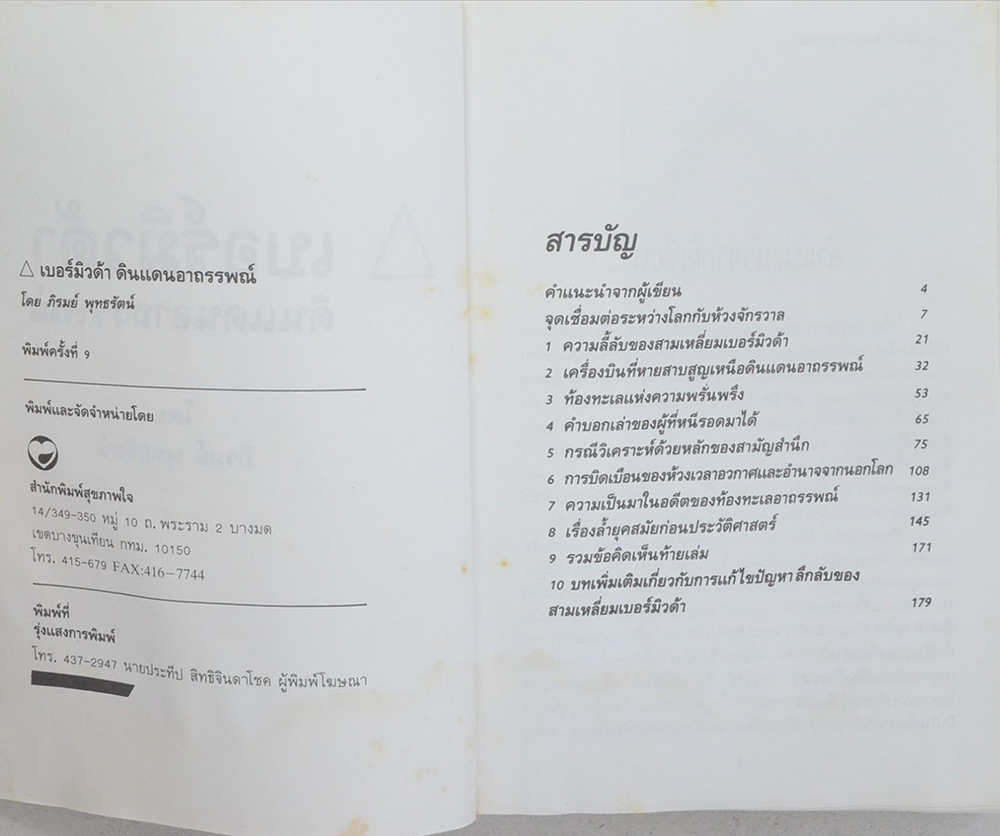 △ เบอร์มิวด้า ดินแดนอาถรรพณ์
โดย ภิรมย์ พุทธรัตน์
พิมพ์ครั้งที่ 9
พิมพ์และจัดจำหน่ายโดย
สำนักพิมพ์สุขภาพใจ
14/349-350 หมู่ 10 ถ. พระราม 2 บางมด
เขตบางขุนเทียน กทม. 10150
โทร. 415-679 FAX:416-7744
พิมพ์ที่
รุ่งแสงการพิมพ์
โทร. 437-2947 นายประทีป สิทธิจินดาโชค ผู้พิมพ์โฆษณา
สารบัญ
คำแนะนำจากผู้เขียน 4
จุดเชื่อมต่อระหว่างโลกกับห้วงจักรวาล 7
1 ความลี้ลับของสามเหลี่ยมเบอร์มิวด้า 21
2 เครื่องบินที่หายสาบสูญเหนือดินแดนอาถรรพณ์ 32
3 ท้องทะเลแห่งความพรั่นพรึง 53
4 คำบอกเล่าของผู้ที่หนีรอดมาได้ 65
5 กรณีวิเคราะห์ด้วยหลักของสามัญสำนึก 75
6 การบิดเบือนของห้วงเวลาอวกาศและอำนาจจากนอกโลก 108
7 ความเป็นมาในอดีตของท้องทะเลอาถรรพณ์ 131
8 เรื่องล้ำยุคสมัยก่อนประวัติศาสตร์ 145
9 รวมข้อคิดเห็นท้ายเล่ม 171
10 บทเพิ่มเติมเกี่ยวกับการแก้ไขปัญหา ลึกลับของ
สามเหลี่ยมเบอร์มิวด้า 179